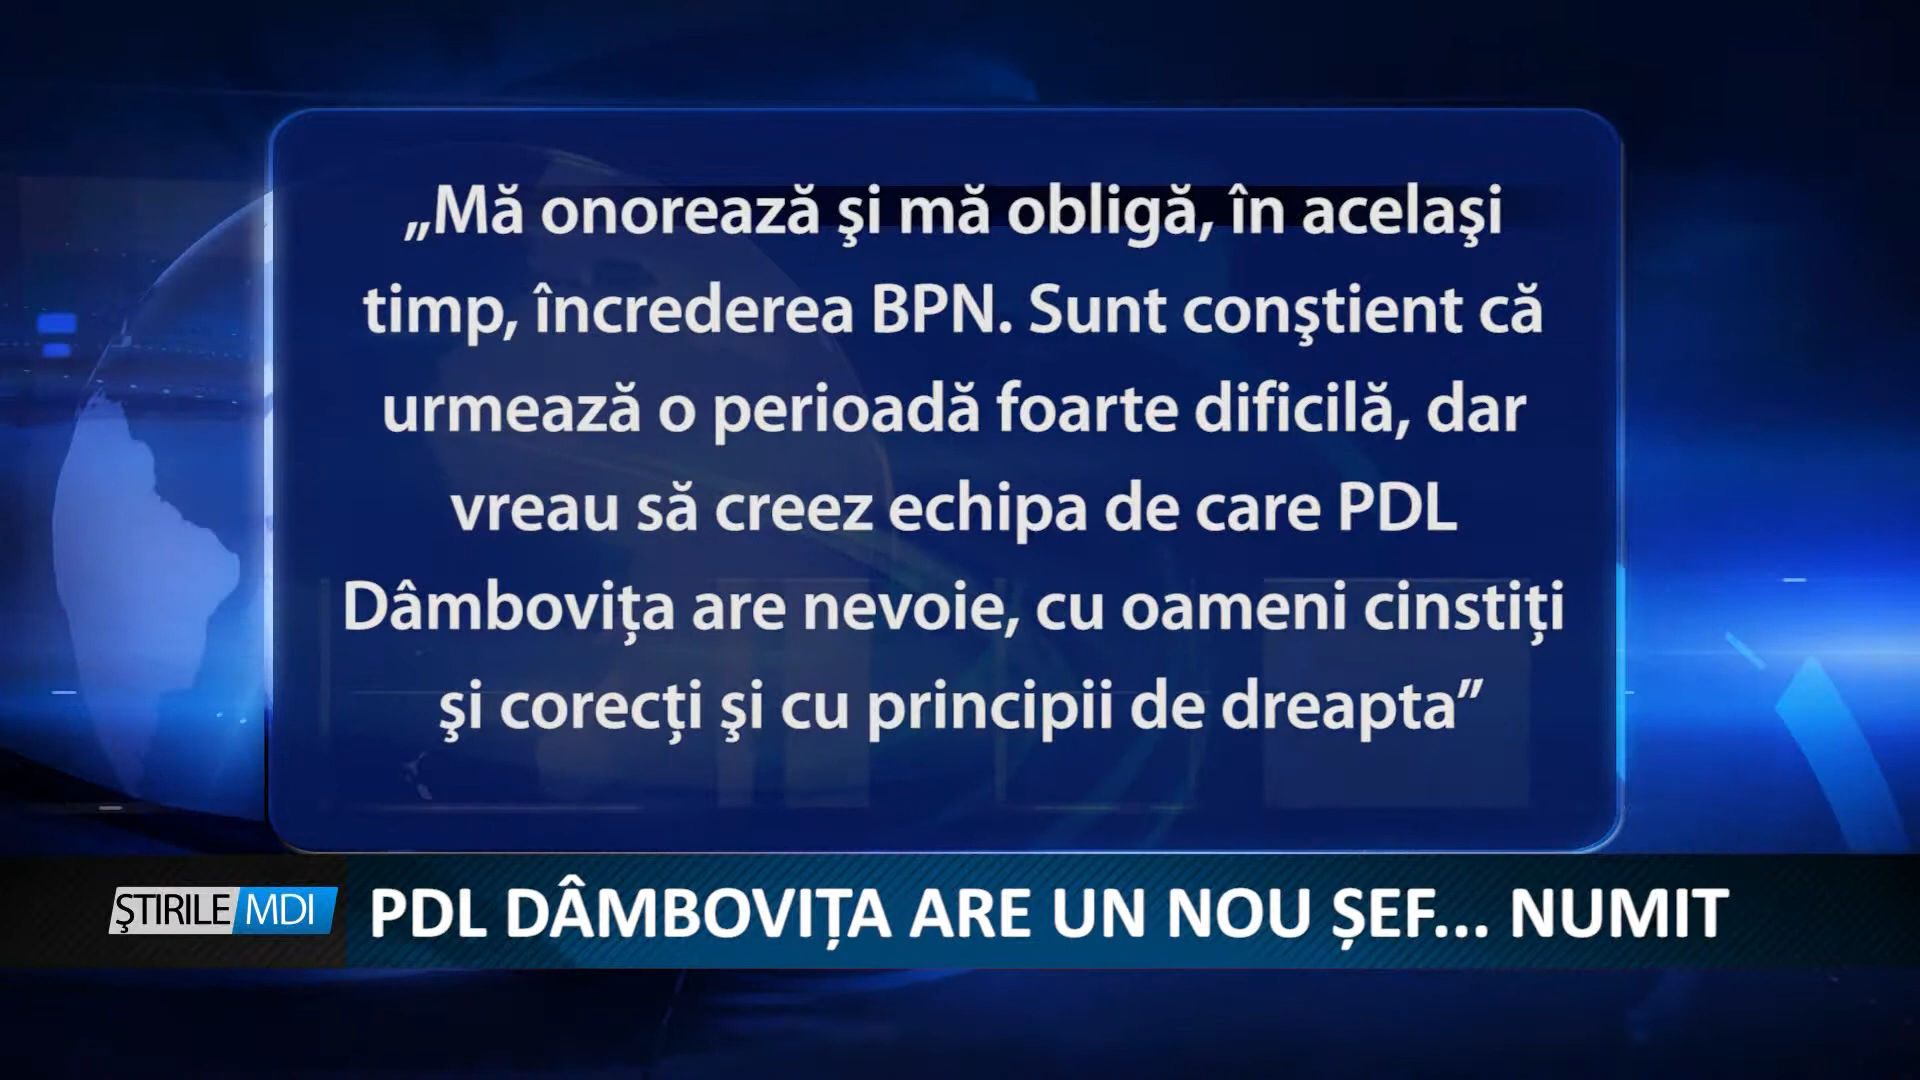 „Mă onorează şi mă obligă, în acelaşi
timp, încrederea BPN. Sunt conştient că
urmează o perioadă foarte dificilă, dar
vreau să creez echipa de care PDL
Dâmbovița are nevoie, cu oameni cinstiți
şi corecți şi cu principii de dreapta”
ŞTIRILE MDI
PDL DÂMBOVIȚA ARE UN NOU ȘEF... NUMIT